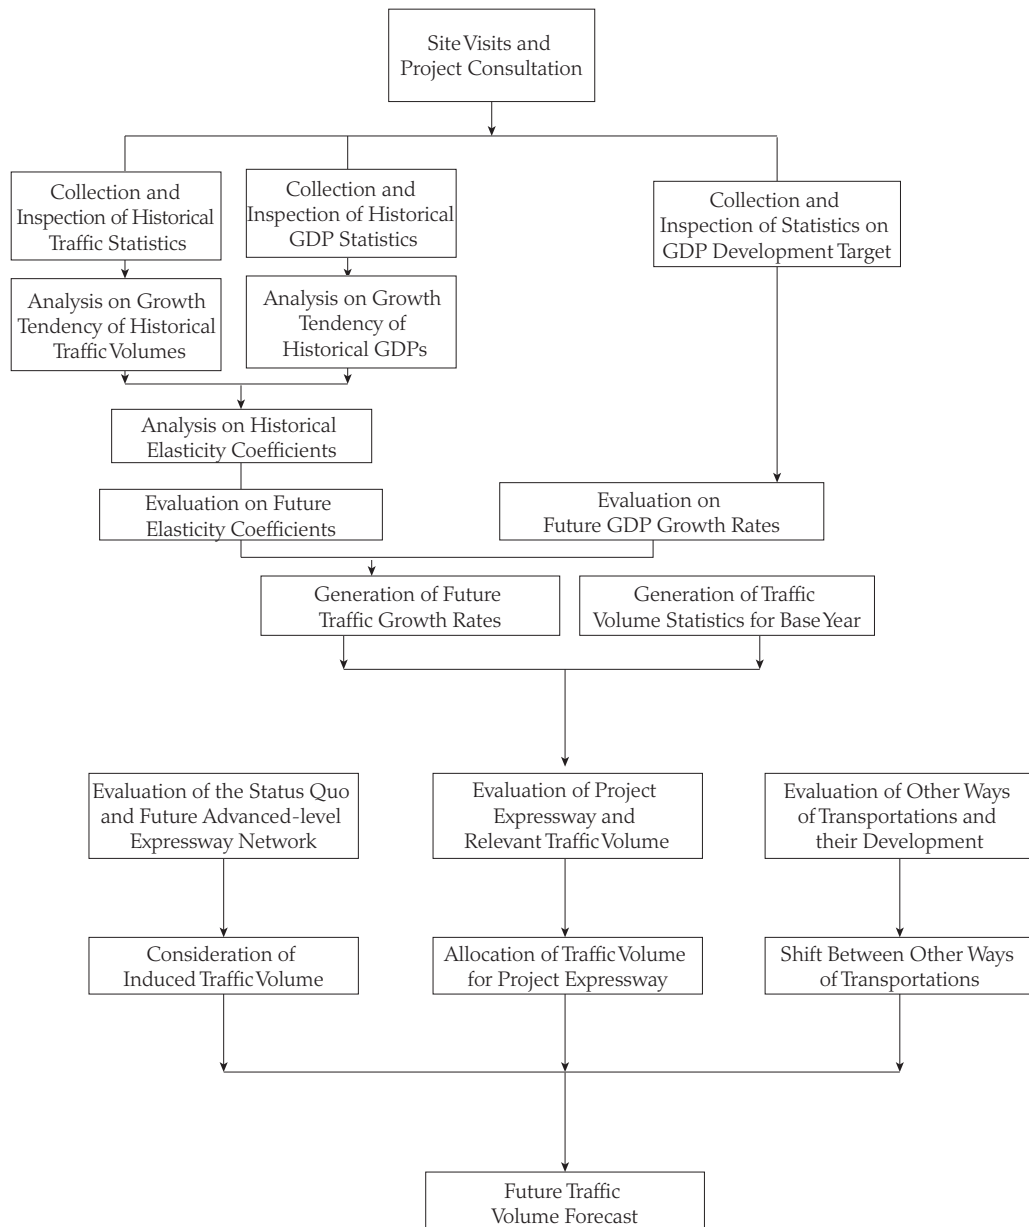 Site Visits and
Project Consultation
Collection and
Inspection of Historical
Traffic Statistics
Collection and
Inspection of Historical
GDP Statistics
Collection and
Inspection of Statistics on
GDP Development Target
Analysis on Growth
Tendency of Historical
Traffic Volumes
Analysis on Growth
Tendency of
Historical GDPs
Analysis on Historical
Elasticity Coefficients
Evaluation on Future
Elasticity Coefficients
Evaluation on
Future GDP Growth Rates
Generation of Future
Traffic Growth Rates
Generation of Traffic
Volume Statistics for Base Year
Evaluation of the Status Quo
and Future Advanced-level
Expressway Network
Evaluation of Project
Expressway and
Relevant Traffic Volume
Evaluation of Other Ways
of Transportations and
their Development
Consideration of
Induced Traffic Volume
Allocation of Traffic Volume
for Project Expressway
Shift Between Other Ways
of Transportations
Future Traffic
Volume Forecast